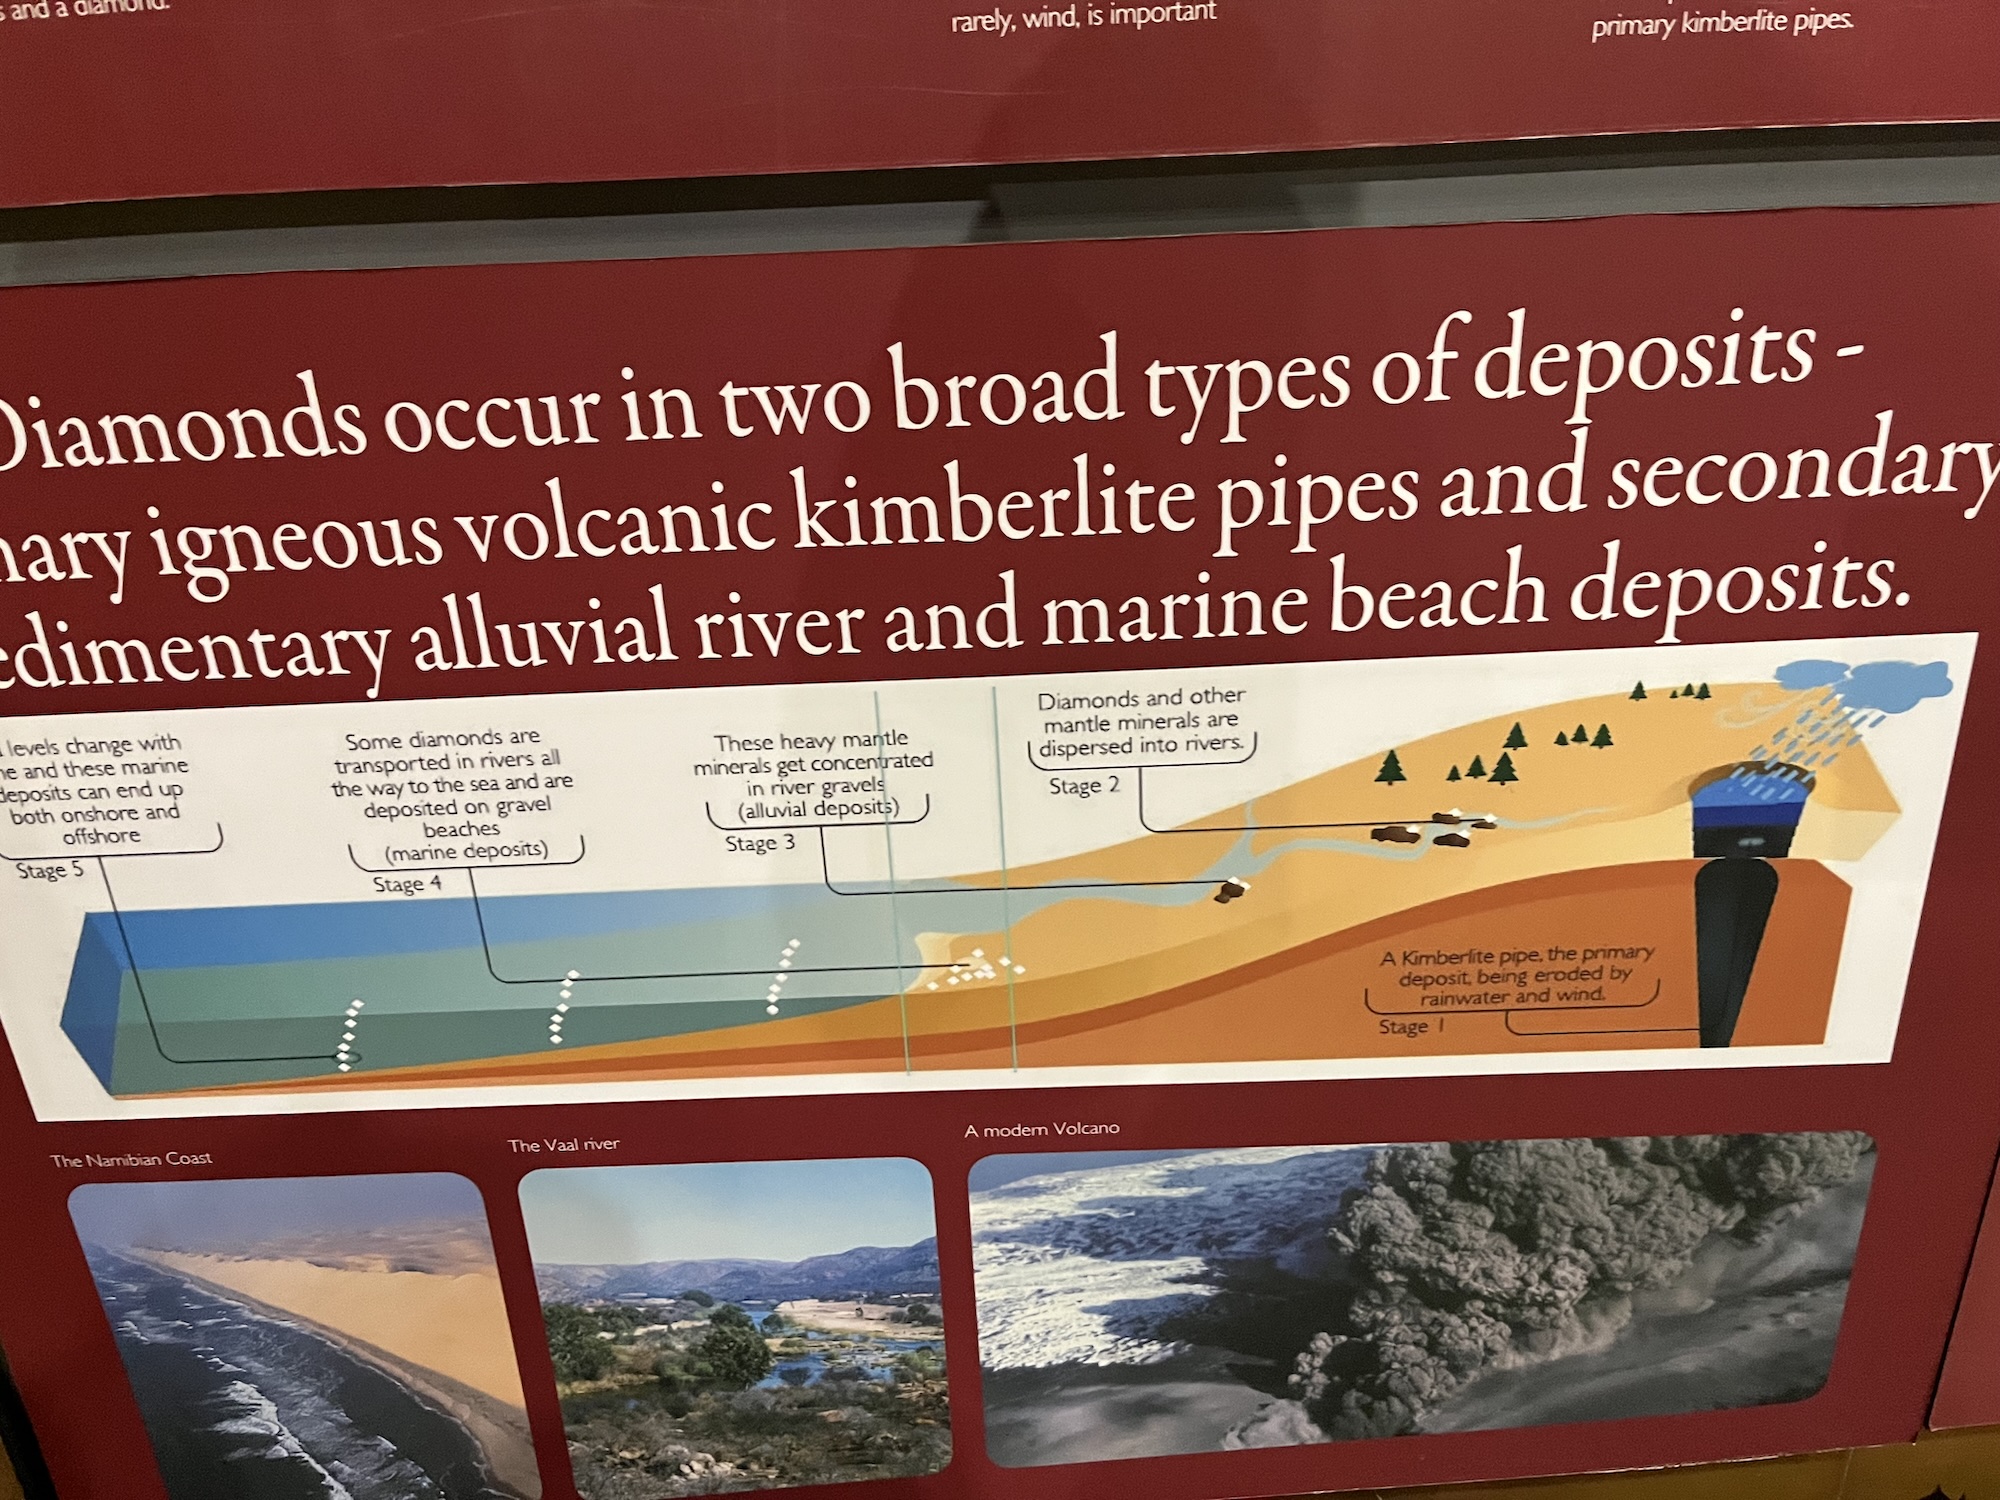 and a diamond.
rarely, wind, is important
primary kimberlite pipes.
Diamonds occur in two broad types of deposits -
igneous volcanic kimberlite pipes and secondary
alluvial river and marine beach deposits.
levels change with
and these marine
deposits can end up
both onshore and
offshore
Stage 5
Some diamonds are
transported in rivers all
the way to the sea and are
deposited on gravel
beaches
(marine deposits)
Stage 4
These heavy mantle
minerals get concentrated
in river gravels
(alluvial deposits)
Stage 3
Diamonds and other
mantle minerals are
dispersed into rivers.
Stage 2
A Kimberlite pipe, the primary
deposit, being eroded by
rainwater and wind.
Stage 1
The Namibian Coast
The Vaal river
A modern Volcano